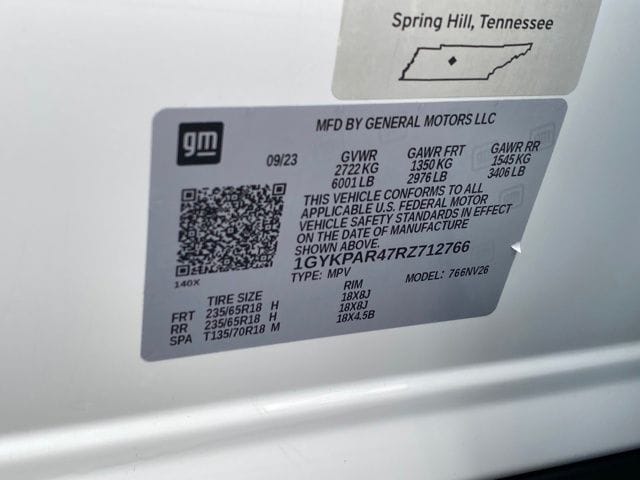 Spring Hill, Tennessee
gm
MFD BY GENERAL MOTORS LLC
09/23
GVWR GAWR FRT GAWR RR
2722 KG 1350 KG 1545 KG
6001 LB 2976 LB 3406 LB
THIS VEHICLE CONFORMS TO ALL
APPLICABLE U.S. FEDERAL MOTOR
VEHICLE SAFETY STANDARDS IN EFFECT
ON THE DATE OF MANUFACTURE
SHOWN ABOVE.
1GYKPAR47RZ712766
140X
TYPE: MPV MODEL: 766NV26
TIRE SIZE RIM
FRT 235/65R18 H 18X8J
RR 235/65R18 H 18X8J
SPA T135/70R18 M 18X4.5B